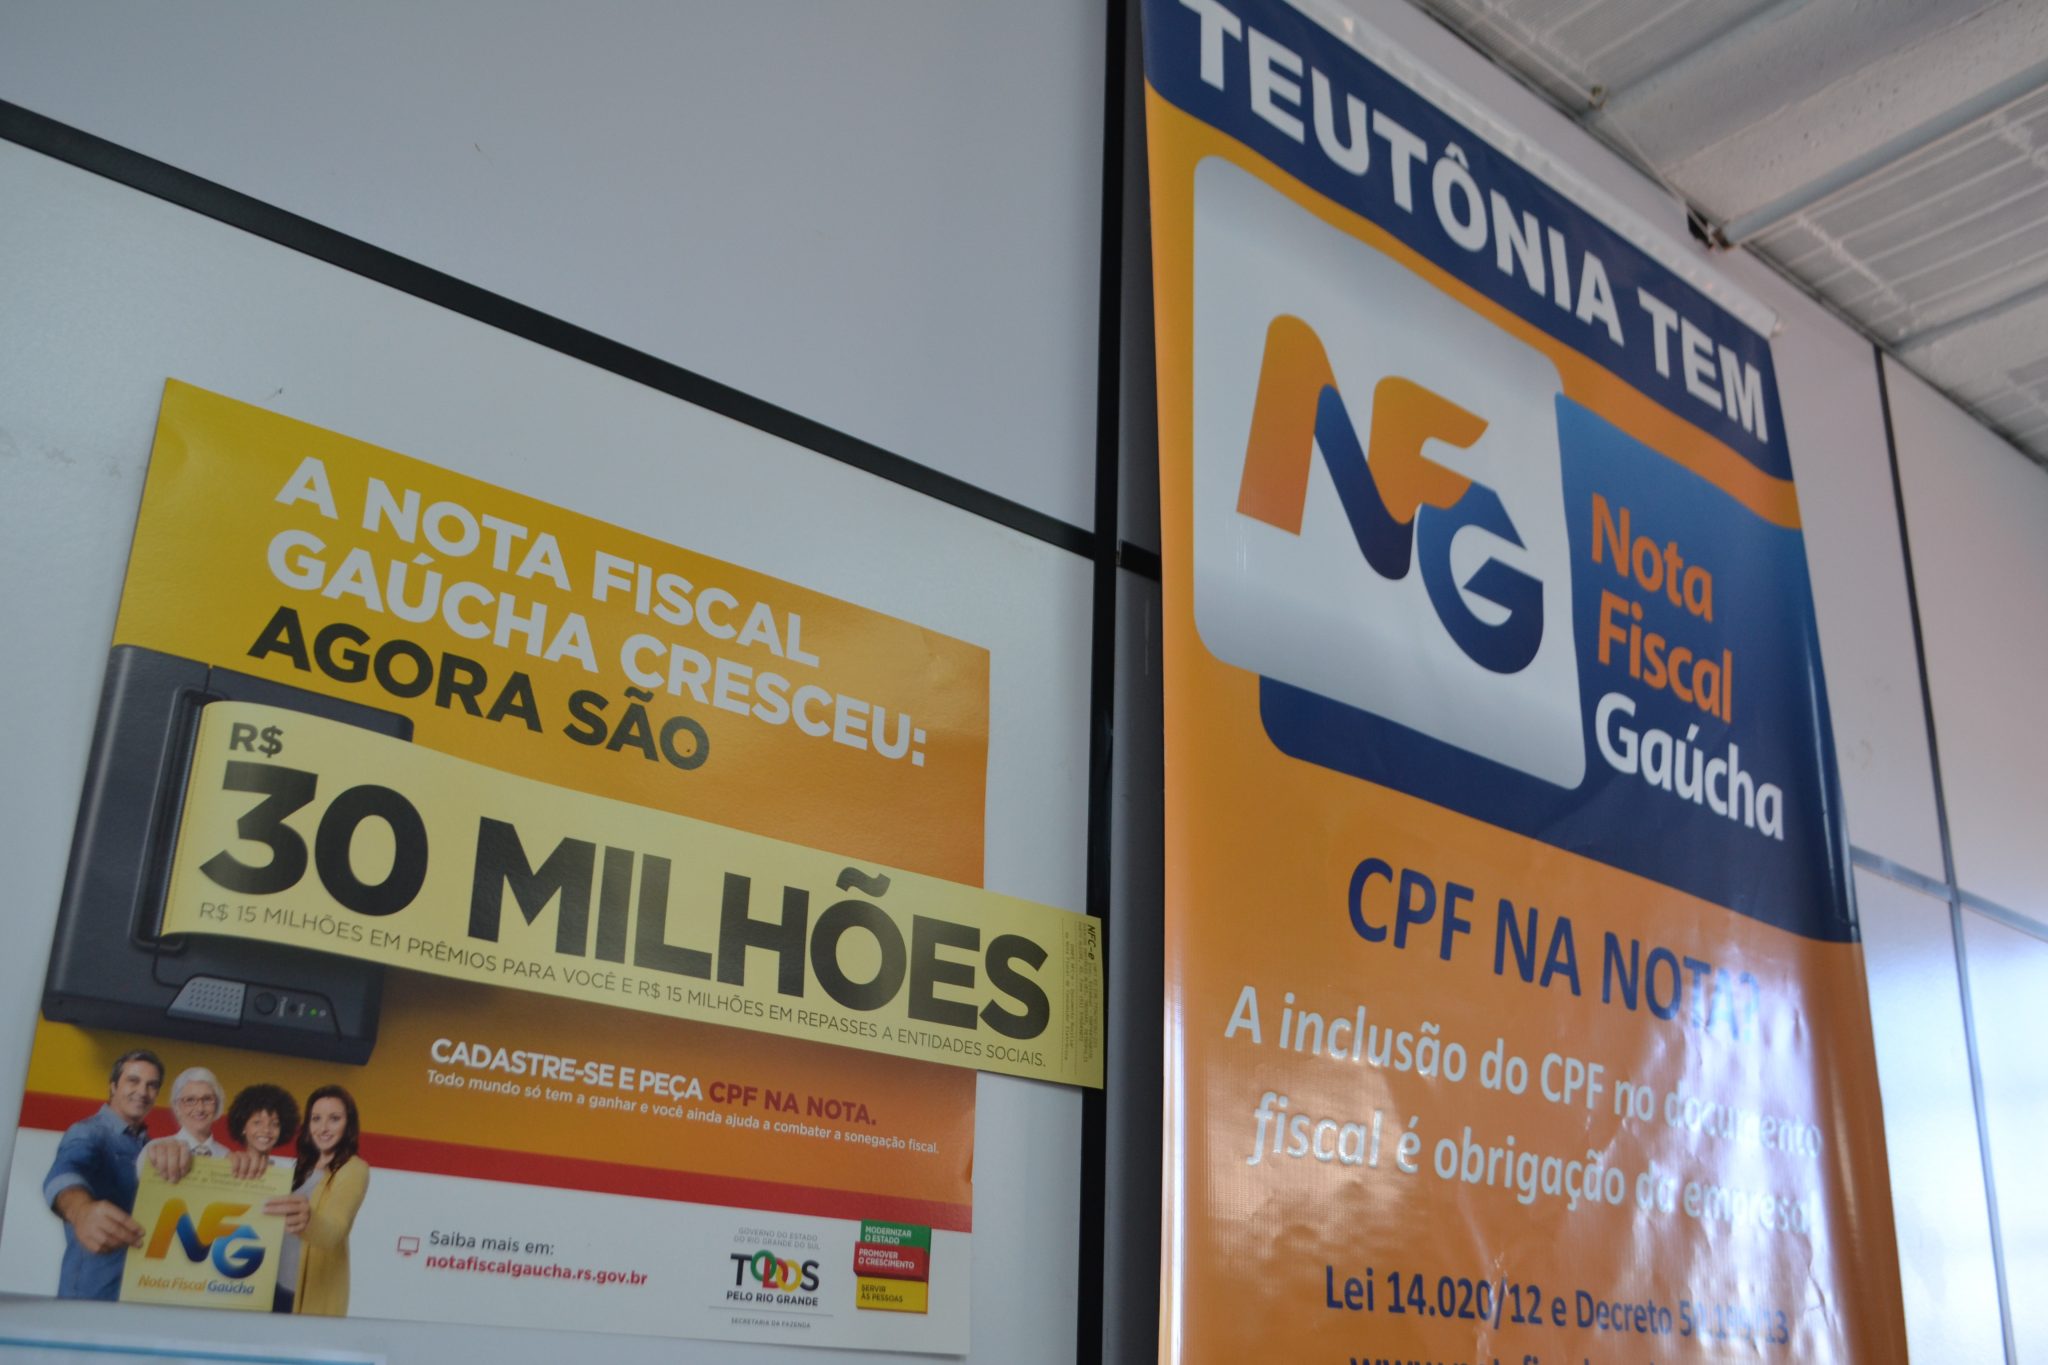 A NOTA FISCAL
GAÚCHA CRESCEU:
AGORA SÃO
R$
30 MILHÕES
R$ 15 MILHÕES EM PRÊMIOS PARA VOCÊ E R$ 15 MILHÕES EM REPASSES A ENTIDADES SOCIAIS.
NFC-e
CADASTRE-SE E PEÇA CPF NA NOTA.
Todo mundo só tem a ganhar e você ainda ajuda a combater a sonegação fiscal.
NFG
Nota Fiscal Gaúcha
Saiba mais em:
notafiscalgaucha.rs.gov.br
GOVERNO DO ESTADO
DO RIO GRANDE DO SUL
TODOS
PELO RIO GRANDE
SECRETARIA DA FAZENDA
MODERNIZAR
O ESTADO
PROMOVER
O CRESCIMENTO
SERVIR
ÀS PESSOAS
TEUTÔNIA TEM
NFG
Nota
Fiscal
Gaúcha
CPF NA NOTA?
A inclusão do CPF no documento
fiscal é obrigação da empresa!
Lei 14.020/12 e Decreto